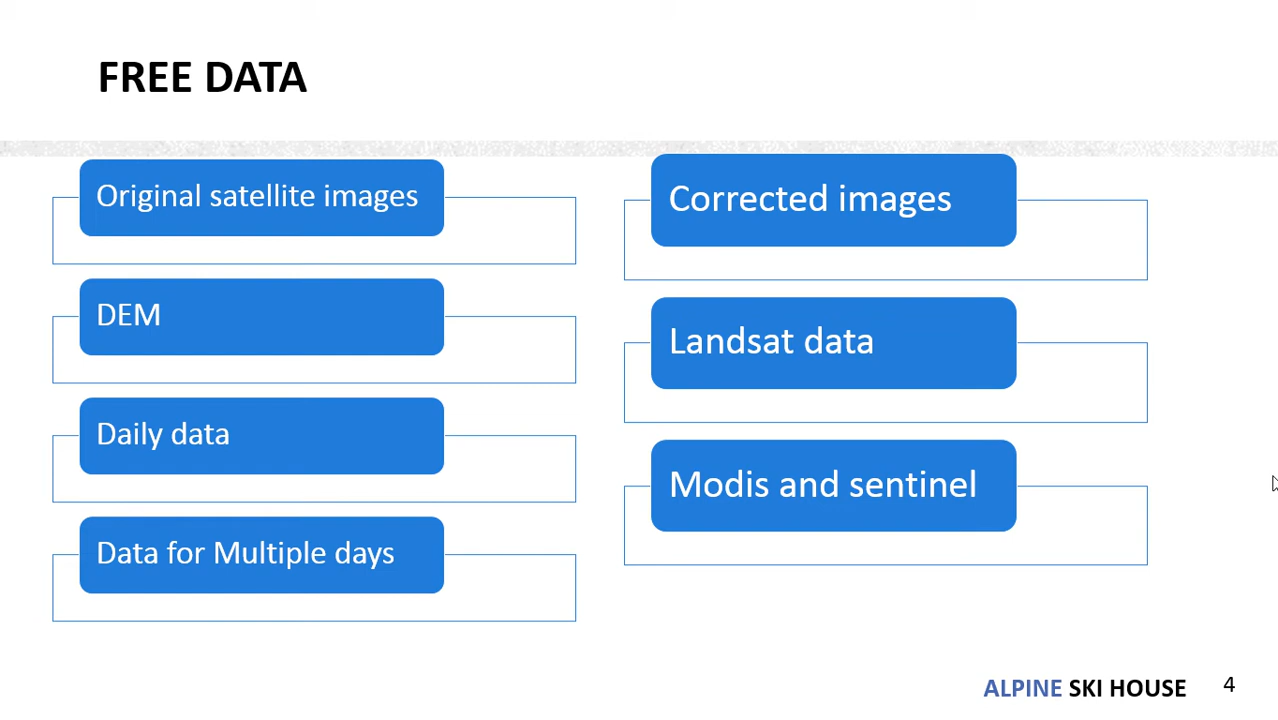 FREE DATA
Original satellite images
DEM
Daily data
Data for Multiple days
Corrected images
Landsat data
Modis and sentinel
ALPINE SKI HOUSE
4